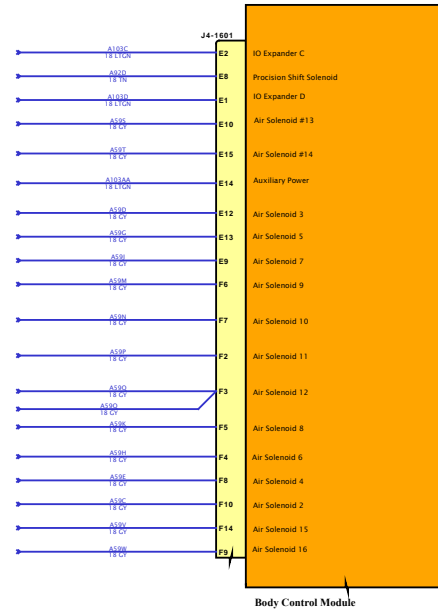 J4-1601
A103C
18 LTGN
E2 IO Expander C
A92D
18 TN
E8 Procision Shift Solenoid
A103D
18 LTGN
E1 IO Expander D
A59S
18 GY
E10 Air Solenoid #13
A59T
18 GY
E15 Air Solenoid #14
A103AA
18 LTGN
E14 Auxiliary Power
A59D
18 GY
E12 Air Solenoid 3
A59G
18 GY
E13 Air Solenoid 5
A59J
18 GY
E9 Air Solenoid 7
A59M
18 GY
F6 Air Solenoid 9
A59N
18 GY
F7 Air Solenoid 10
A59P
18 GY
F2 Air Solenoid 11
A59Q
18 GY
F3 Air Solenoid 12
18 GY
A59K
18 GY
F5 Air Solenoid 8
A59H
18 GY
F4 Air Solenoid 6
A59E
18 GY
F8 Air Solenoid 4
A59C
18 GY
F10 Air Solenoid 2
A59V
18 GY
F14 Air Solenoid 15
A59W
18 GY
F9 Air Solenoid 16
Body Control Module